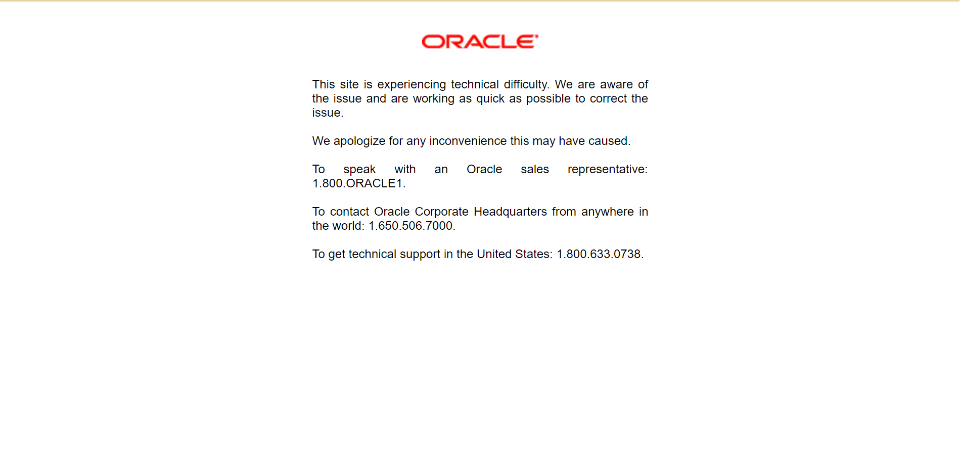 ORACLE
This site is experiencing technical difficulty. We are aware of
the issue and are working as quick as possible to correct the
issue.
We apologize for any inconvenience this may have caused.
To speak with an Oracle sales representative:
1.800.ORACLE1.
To contact Oracle Corporate Headquarters from anywhere in
the world: 1.650.506.7000.
To get technical support in the United States: 1.800.633.0738.